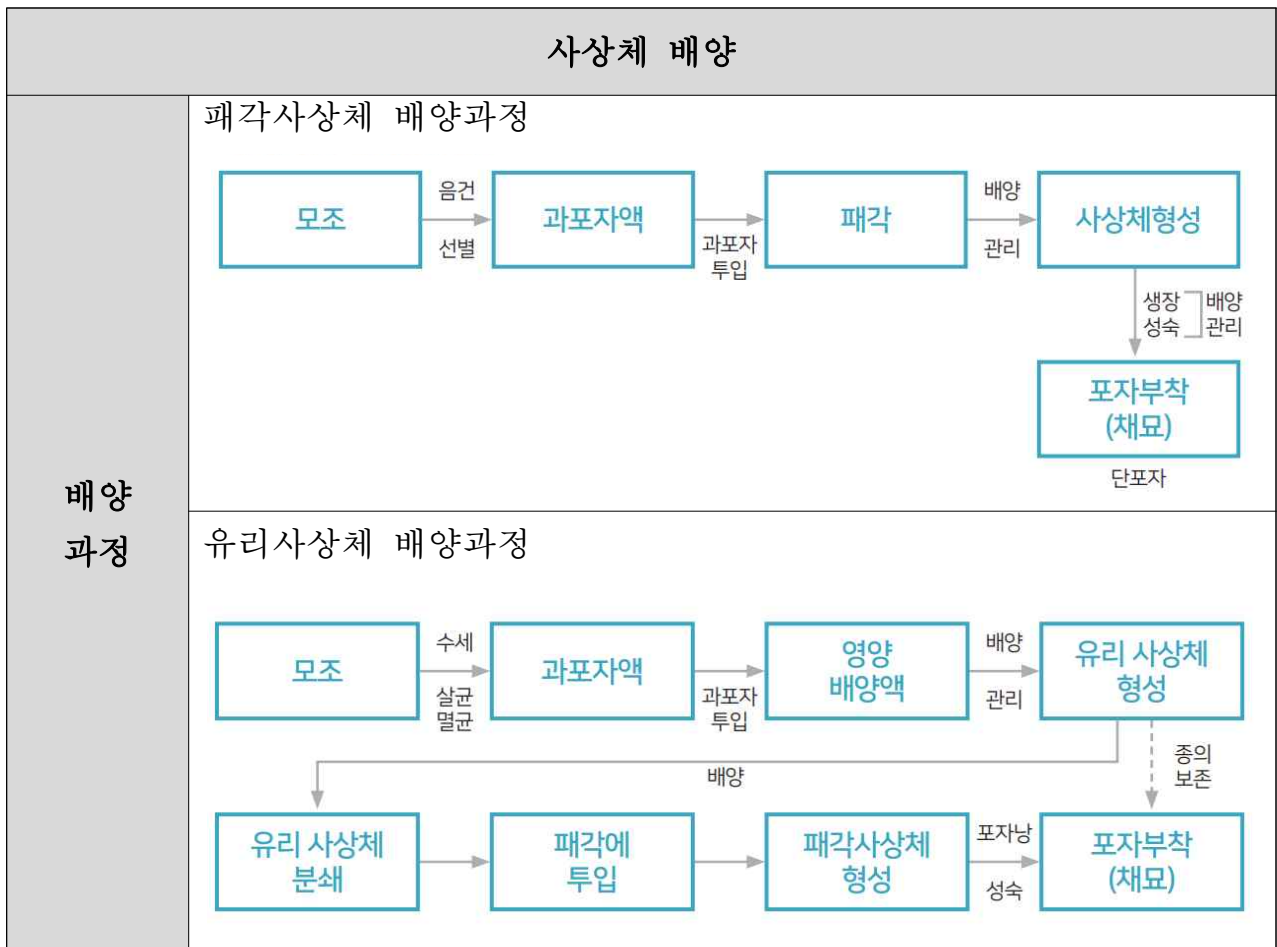 사상체 배양
배양
과정
패각사상체 배양과정
모조
음건
선별
과포자액
과포자
투입
패각
배양
관리
사상체형성
생장
성숙
배양
관리
포자부착
(채묘)
단포자
유리사상체 배양과정
모조
수세
살균
멸균
과포자액
과포자
투입
영양
배양액
배양
관리
유리 사상체
형성
종의
보존
배양
유리 사상체
분쇄
패각에
투입
패각사상체
형성
포자낭
성숙
포자부착
(채묘)